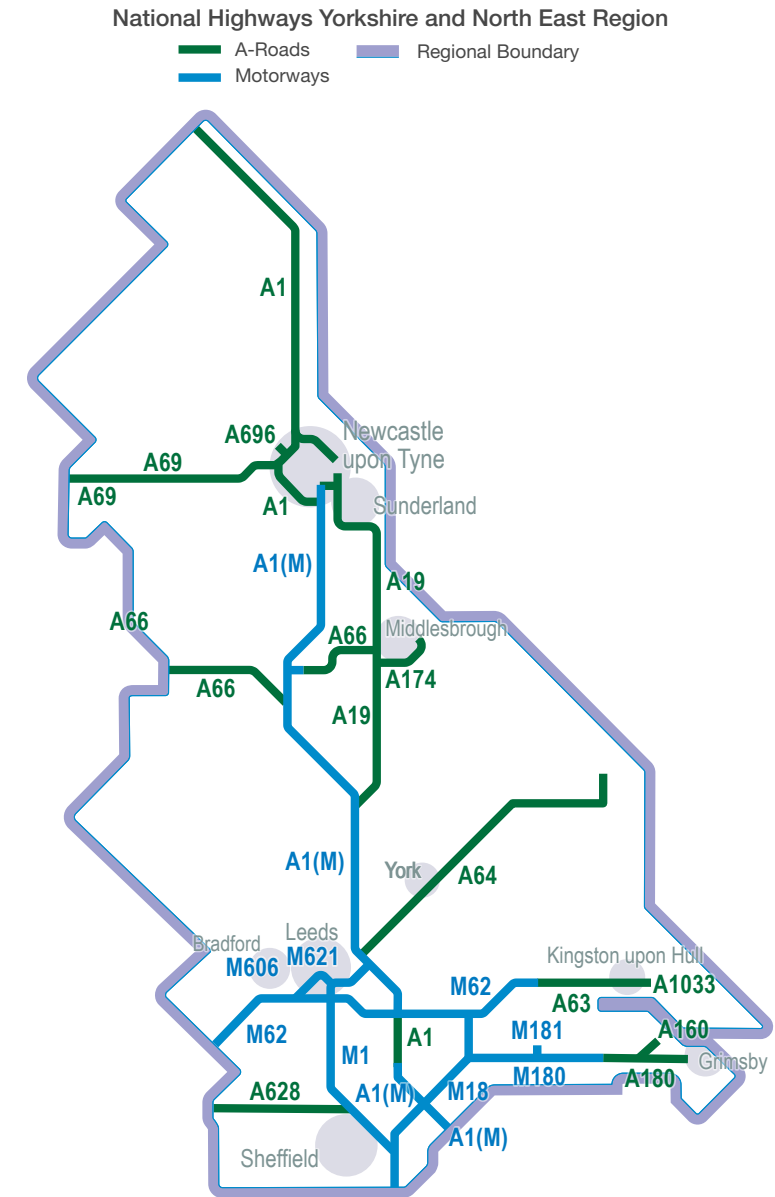 National Highways Yorkshire and North East Region
A-Roads
Regional Boundary
Motorways
A1
A696
Newcastle
upon Tyne
A69
A69
A1
Sunderland
A1(M)
A19
A66
A66
Middlesbrough
A66
A174
A19
A1(M)
York
A64
Leeds
Bradford
M621
M606
Kingston upon Hull
M62
A1033
A63
M62
A1
M181
A160
M1
Grimsby
M180
A180
A628
A1(M)
M18
A1(M)
Sheffield